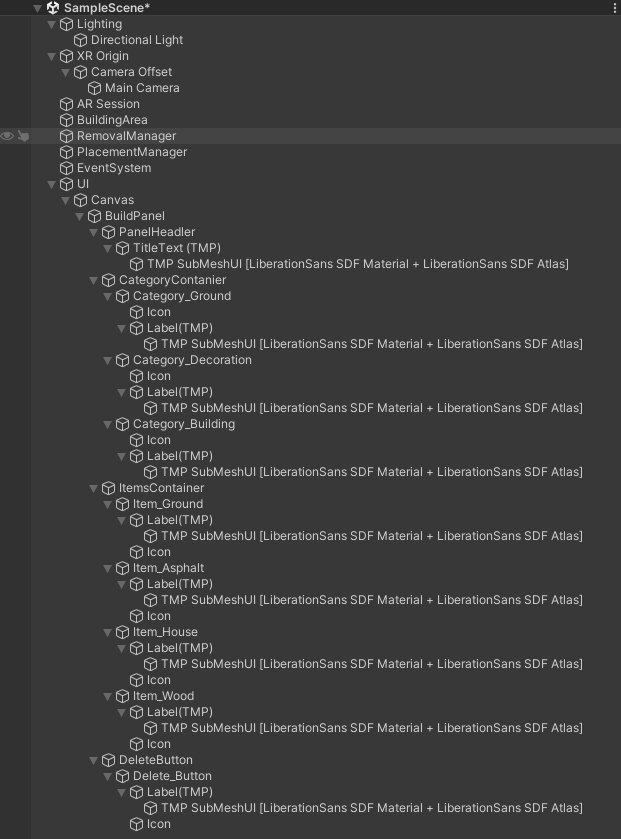 SampleScene*
Lighting
Directional Light
XR Origin
Camera Offset
Main Camera
AR Session
BuildingArea
RemovalManager
PlacementManager
EventSystem
UI
Canvas
BuildPanel
PanelHeadler
TitleText (TMP)
TMP SubMeshUI [LiberationSans SDF Material + LiberationSans SDF Atlas]
CategoryContanier
Category_Ground
Icon
Label(TMP)
TMP SubMeshUI [LiberationSans SDF Material + LiberationSans SDF Atlas]
Category_Decoration
Icon
Label(TMP)
TMP SubMeshUI [LiberationSans SDF Material + LiberationSans SDF Atlas]
Category_Building
Icon
Label(TMP)
TMP SubMeshUI [LiberationSans SDF Material + LiberationSans SDF Atlas]
ItemsContainer
Item_Ground
Label(TMP)
TMP SubMeshUI [LiberationSans SDF Material + LiberationSans SDF Atlas]
Icon
Item_Asphalt
Label(TMP)
TMP SubMeshUI [LiberationSans SDF Material + LiberationSans SDF Atlas]
Icon
Item_House
Label(TMP)
TMP SubMeshUI [LiberationSans SDF Material + LiberationSans SDF Atlas]
Icon
Item_Wood
Label(TMP)
TMP SubMeshUI [LiberationSans SDF Material + LiberationSans SDF Atlas]
Icon
DeleteButton
Delete_Button
Label(TMP)
TMP SubMeshUI [LiberationSans SDF Material + LiberationSans SDF Atlas]
Icon